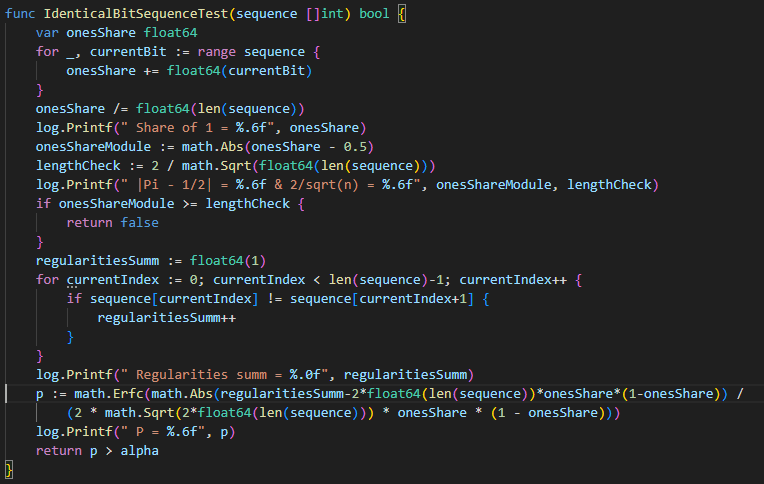 func IdenticalBitSequenceTest(sequence []int) bool {
    var onesShare float64
    for _, currentBit := range sequence {
        onesShare += float64(currentBit)
    }
    onesShare /= float64(len(sequence))
    log.Printf(" Share of 1 = %.6f", onesShare)
    onesShareModule := math.Abs(onesShare - 0.5)
    lengthCheck := 2 / math.Sqrt(float64(len(sequence)))
    log.Printf(" |Pi - 1/2| = %.6f & 2/sqrt(n) = %.6f", onesShareModule, lengthCheck)
    if onesShareModule >= lengthCheck {
        return false
    }
    regularitiesSumm := float64(1)
    for currentIndex := 0; currentIndex < len(sequence)-1; currentIndex++ {
        if sequence[currentIndex] != sequence[currentIndex+1] {
            regularitiesSumm++
        }
    }
    log.Printf(" Regularities summ = %.0f", regularitiesSumm)
    p := math.Erfc(math.Abs(regularitiesSumm-2*float64(len(sequence))*onesShare*(1-onesShare)) /
        (2 * math.Sqrt(2*float64(len(sequence))) * onesShare * (1 - onesShare)))
    log.Printf(" P = %.6f", p)
    return p > alpha
}